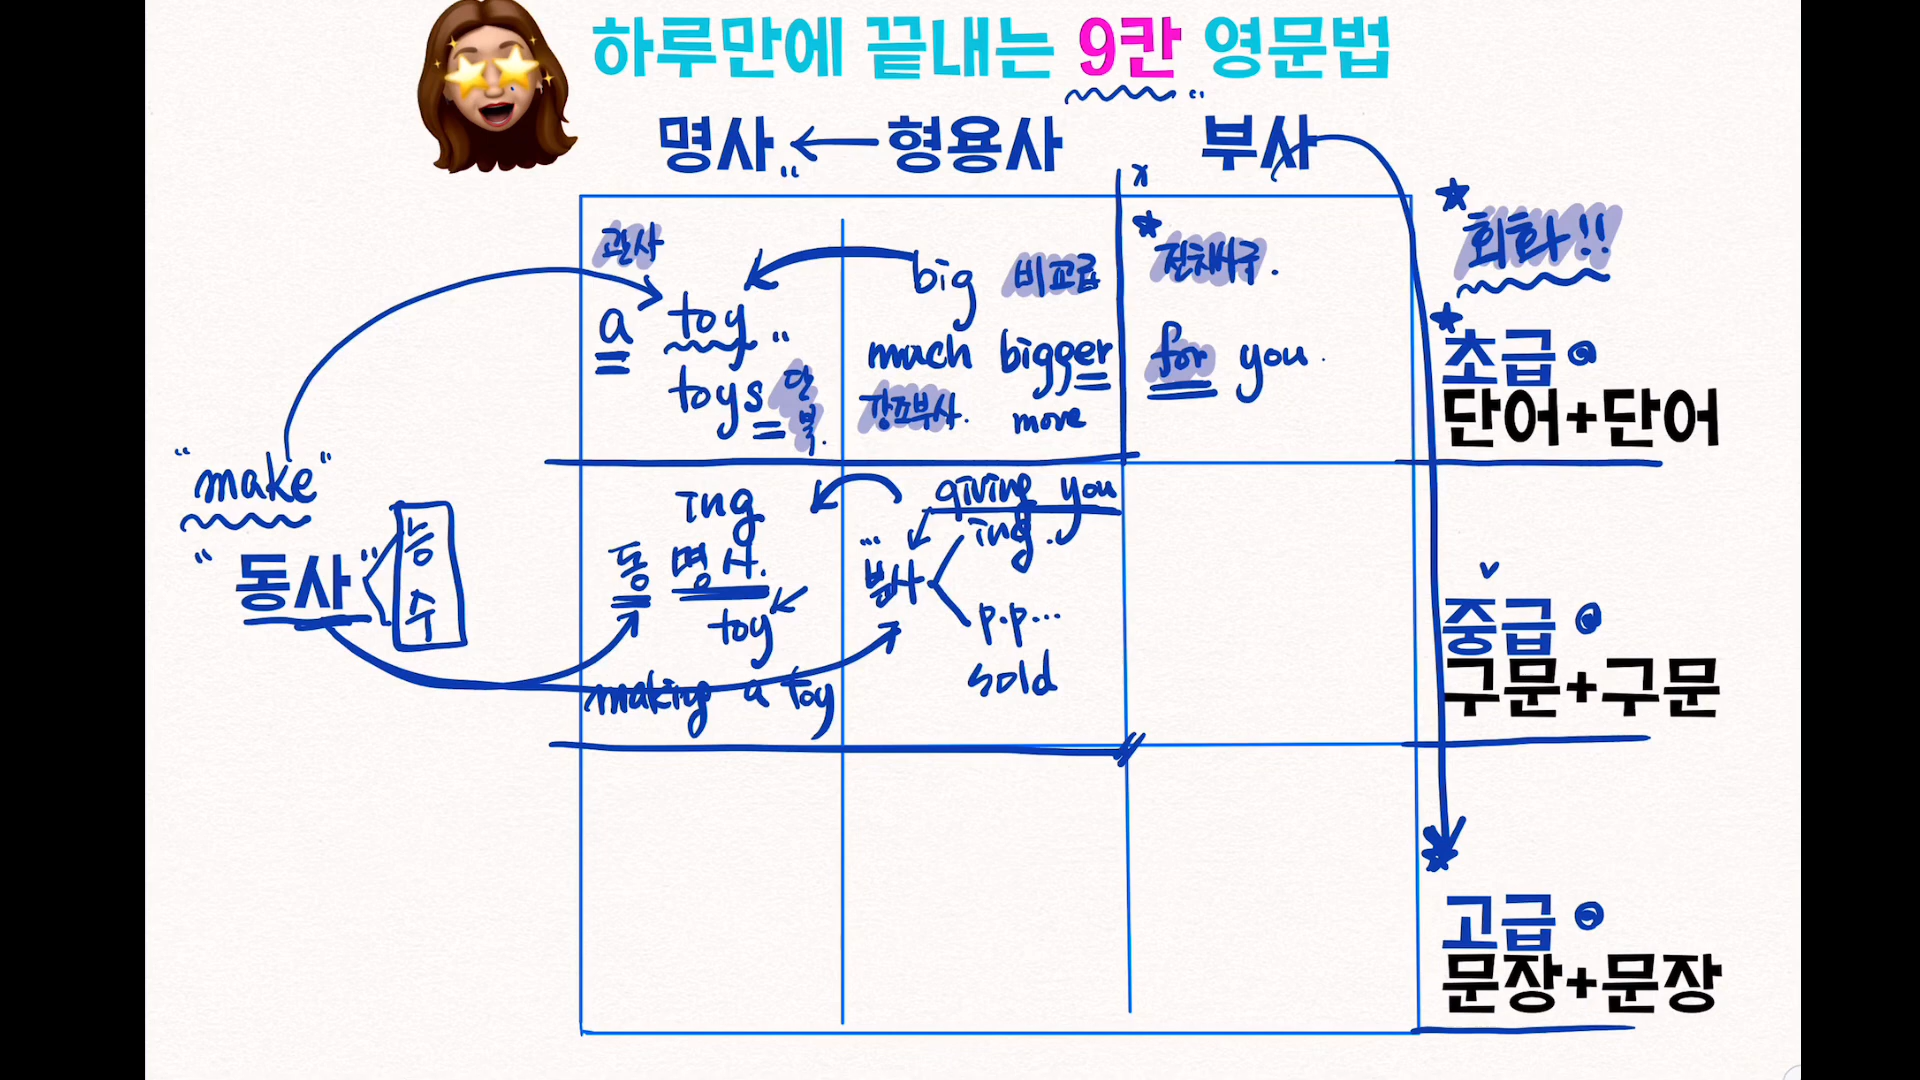 하루만에 끝내는 9칸 영문법
명사 ← 형용사 부사
관사
a toy
toys
단
복.
big 비교급
much bigger
강조부사. more
전치사구.
for you.
회화!!
초급
단어+단어
"make"
"동사"
능
수
ing
동명사.
toy
making a toy
giving you
ing.
분사
p.p...
sold
중급
구문+구문
고급
문장+문장